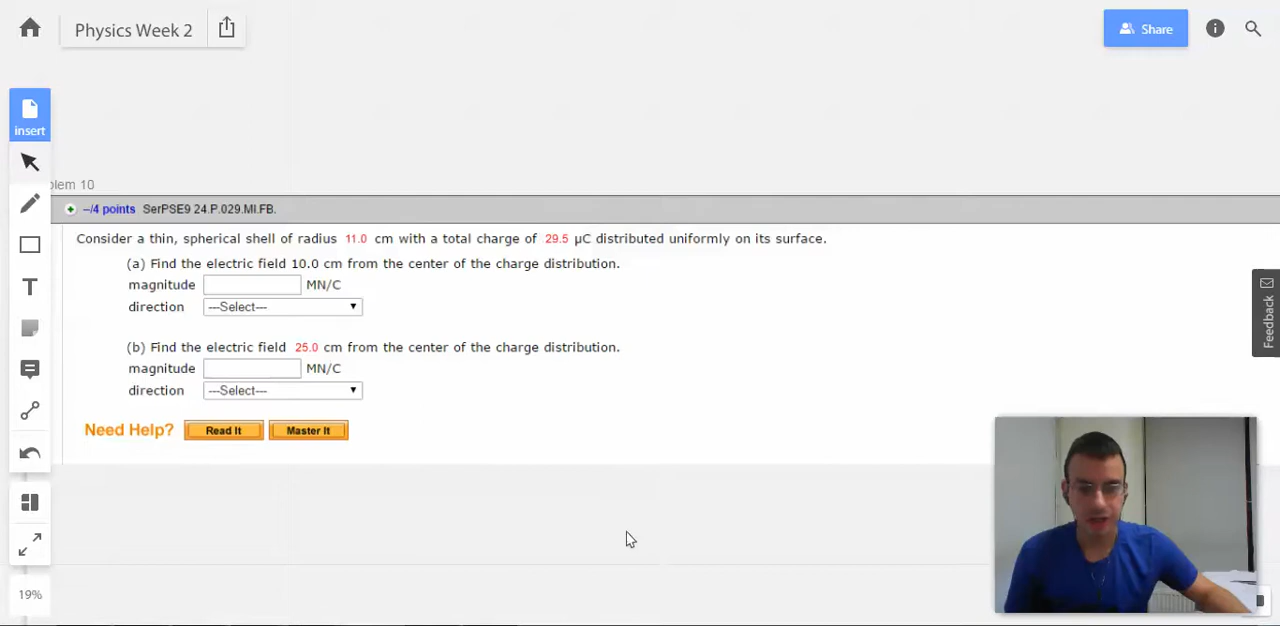 Physics Week 2
Share
insert
lem 10
–/4 points SerPSE9 24.P.029.MI.FB.
Consider a thin, spherical shell of radius 11.0 cm with a total charge of 29.5 µC distributed uniformly on its surface.
(a) Find the electric field 10.0 cm from the center of the charge distribution.
magnitude MN/C
direction ---Select---
(b) Find the electric field 25.0 cm from the center of the charge distribution.
magnitude MN/C
direction ---Select---
Need Help? Read It Master It
Feedback
19%